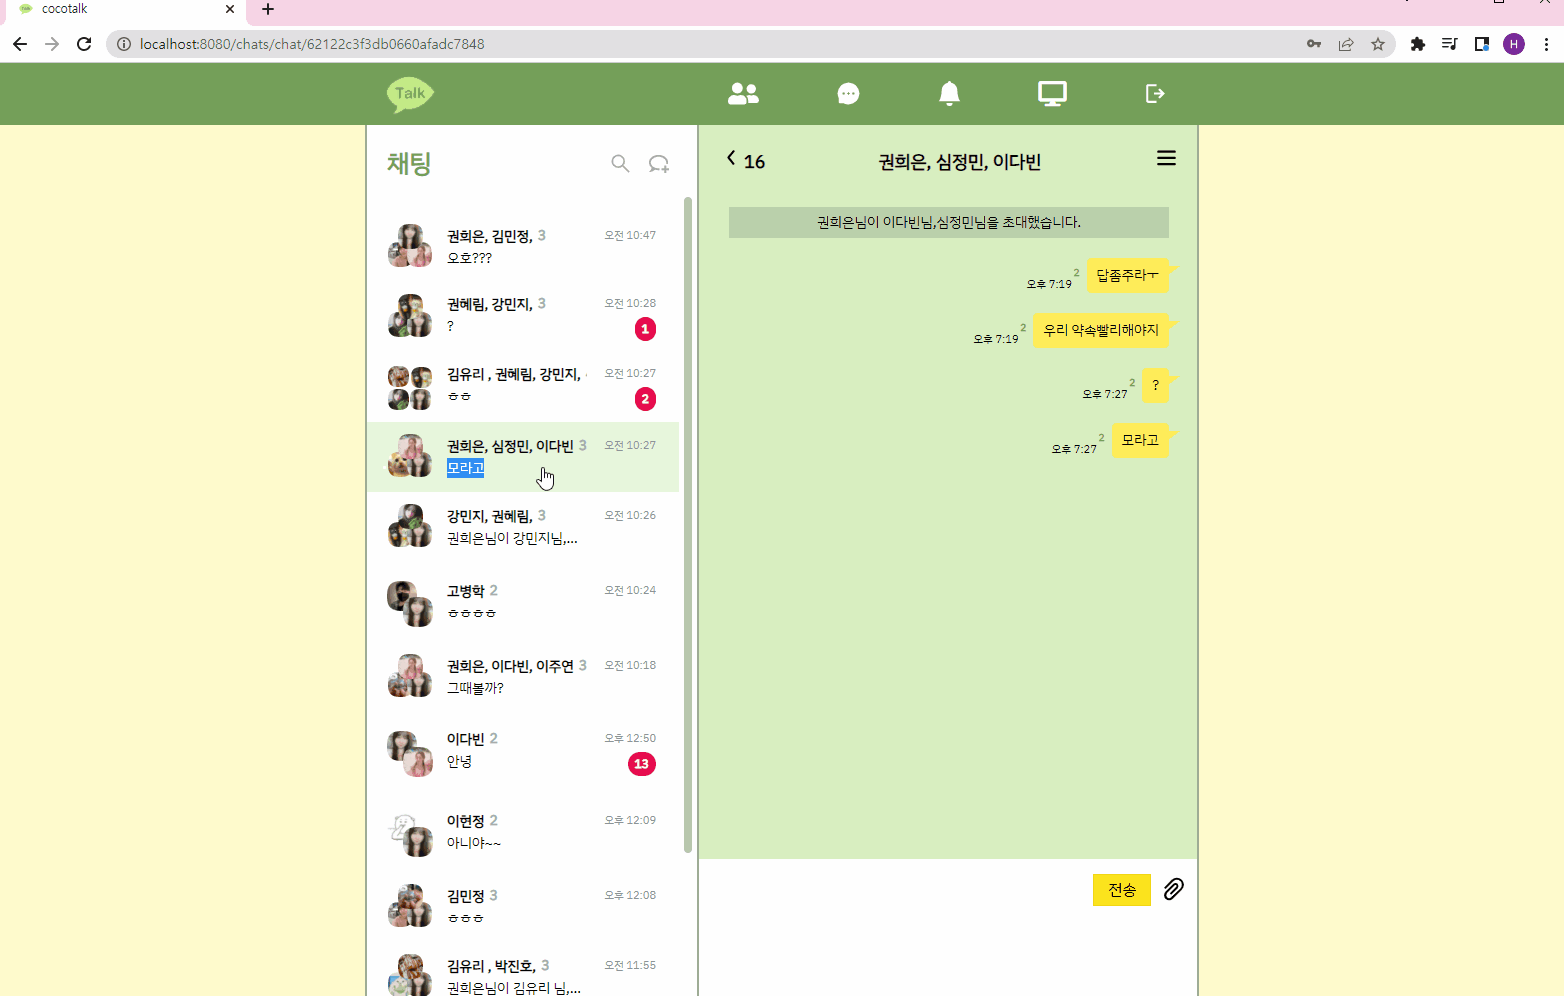 cocotalk
localhost:8080/chats/chat/62122c3f3db0660afadc7848
H
Talk
채팅
권희은, 김민정, 3 오전 10:47
오호???
권혜림, 강민지, 3 오전 10:28
? 1
김유리 , 권혜림, 강민지, 오전 10:27
ㅎㅎ 2
권희은, 심정민, 이다빈 3 오전 10:27
모라고
강민지, 권혜림, 3 오전 10:26
권희은님이 강민지님,...
고병학 2 오전 10:24
ㅎㅎㅎㅎ
권희은, 이다빈, 이주연 3 오전 10:18
그때볼까?
이다빈 2 오후 12:50
안녕 13
이현정 2 오후 12:09
아니야~~
김민정 3 오후 12:08
ㅎㅎㅎ
김유리 , 박진호, 3 오전 11:55
권희은님이 김유리 님,...
16 권희은, 심정민, 이다빈
권희은님이 이다빈님,심정민님을 초대했습니다.
오후 7:19 2 답좀주라ㅜ
오후 7:19 2 우리 약속빨리해야지
오후 7:27 2 ?
오후 7:27 2 모라고
전송